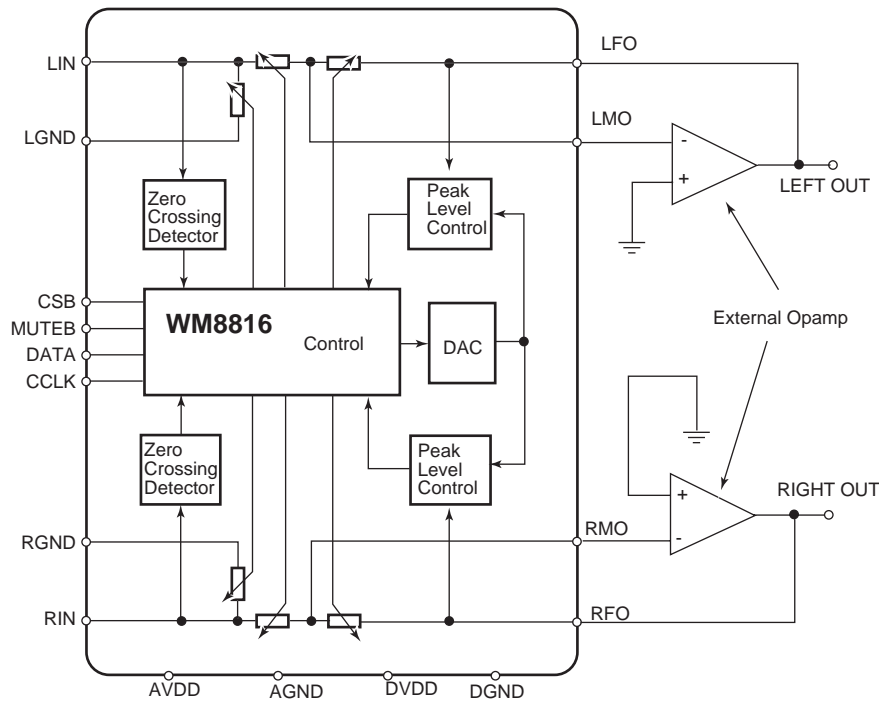 LIN
LFO
LGND
LMO
-
+
LEFT OUT
Zero
Crossing
Detector
Peak
Level
Control
CSB
MUTEB
DATA
CCLK
WM8816
Control
DAC
External Opamp
Zero
Crossing
Detector
Peak
Level
Control
+
-
RIGHT OUT
RGND
RMO
RIN
RFO
AVDD
AGND
DVDD
DGND